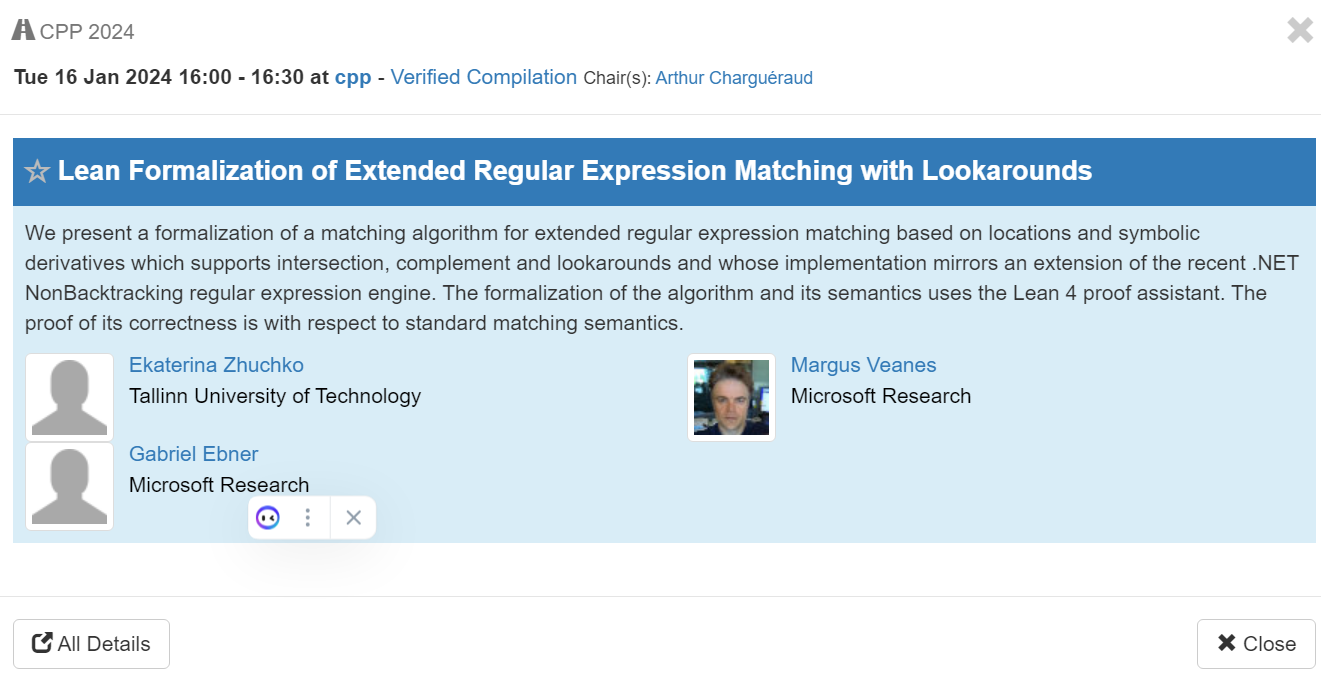 CPP 2024
Tue 16 Jan 2024 16:00 - 16:30 at cpp - Verified Compilation Chair(s): Arthur Charguéraud
Lean Formalization of Extended Regular Expression Matching with Lookarounds
We present a formalization of a matching algorithm for extended regular expression matching based on locations and symbolic
derivatives which supports intersection, complement and lookarounds and whose implementation mirrors an extension of the recent .NET
NonBacktracking regular expression engine. The formalization of the algorithm and its semantics uses the Lean 4 proof assistant. The
proof of its correctness is with respect to standard matching semantics.
Ekaterina Zhuchko
Tallinn University of Technology
Margus Veanes
Microsoft Research
Gabriel Ebner
Microsoft Research
All Details
Close